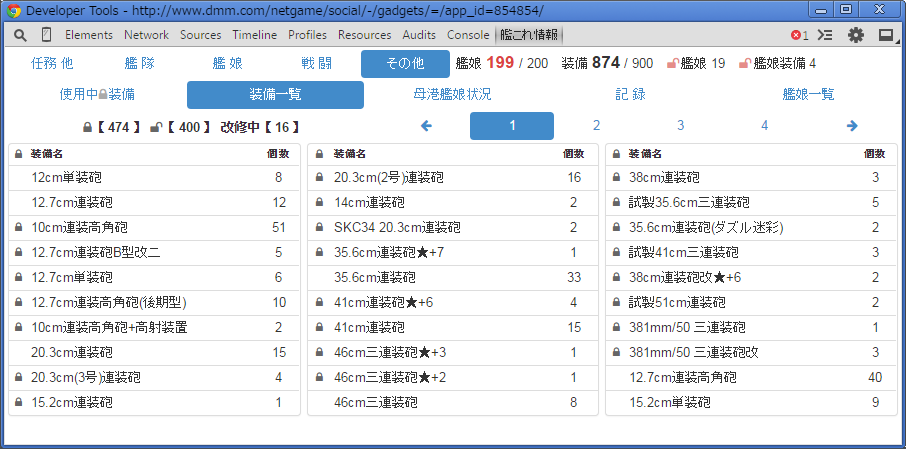 Developer Tools - http://www.dmm.com/netgame/social/-/gadgets/=/app_id=854854/
Elements Network Sources Timeline Profiles Resources Audits Console 艦これ情報 1
任務 他 艦 隊 艦 娘 戦 闘 その他 艦娘 199 / 200 装備 874 / 900 艦娘 19 艦娘装備 4
使用中装備 装備一覧 母港艦娘状況 記 録 艦娘一覧
【 474 】 【 400 】 改修中【 16 】 1 2 3 4
装備名 個数
12cm単装砲 8
12.7cm連装砲 12
10cm連装高角砲 51
12.7cm連装砲B型改二 5
12.7cm単装砲 6
12.7cm連装高角砲(後期型) 10
10cm連装高角砲+高射装置 2
20.3cm連装砲 15
20.3cm(3号)連装砲 4
15.2cm連装砲 1
装備名 個数
20.3cm(2号)連装砲 16
14cm連装砲 2
SKC34 20.3cm連装砲 2
35.6cm連装砲★+7 1
35.6cm連装砲 33
41cm連装砲★+6 4
41cm連装砲 15
46cm三連装砲★+3 1
46cm三連装砲★+2 1
46cm三連装砲 8
装備名 個数
38cm連装砲 3
試製35.6cm三連装砲 5
35.6cm連装砲(ダズル迷彩) 2
試製41cm三連装砲 3
38cm連装砲改★+6 2
試製51cm連装砲 2
381mm/50 三連装砲 1
381mm/50 三連装砲改 3
12.7cm連装高角砲 40
15.2cm単装砲 9